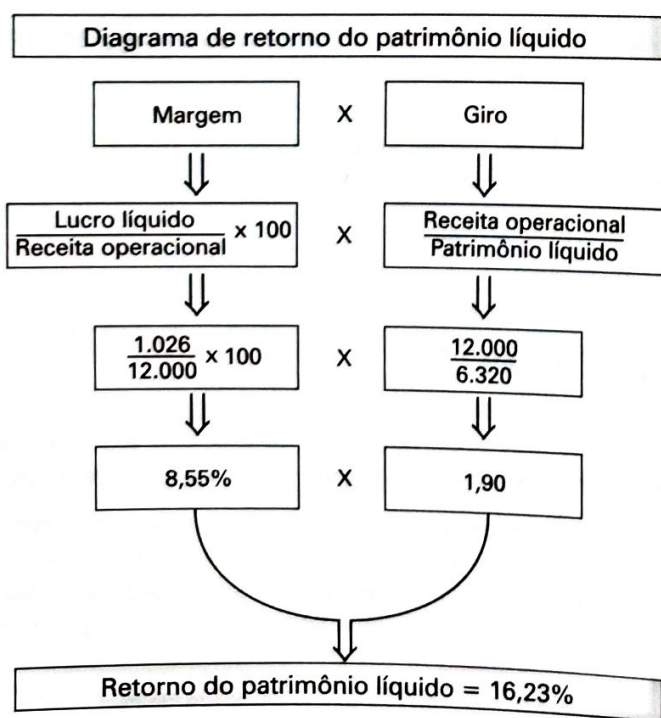 Diagrama de retorno do patrimônio líquido
Margem X Giro
Lucro líquido
Receita operacional x 100 X Receita operacional
Patrimônio líquido
1.026
12.000 x 100 X 12.000
6.320
8,55% X 1,90
Retorno do patrimônio líquido = 16,23%